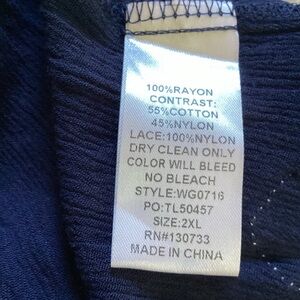 100%RAYON
CONTRAST:
55%COTTON
45%NYLON
LACE:100%NYLON
DRY CLEAN ONLY
COLOR WILL BLEED
NO BLEACH
STYLE:WG0716
PO:TL50457
SIZE:2XL
RN#130733
MADE IN CHINA